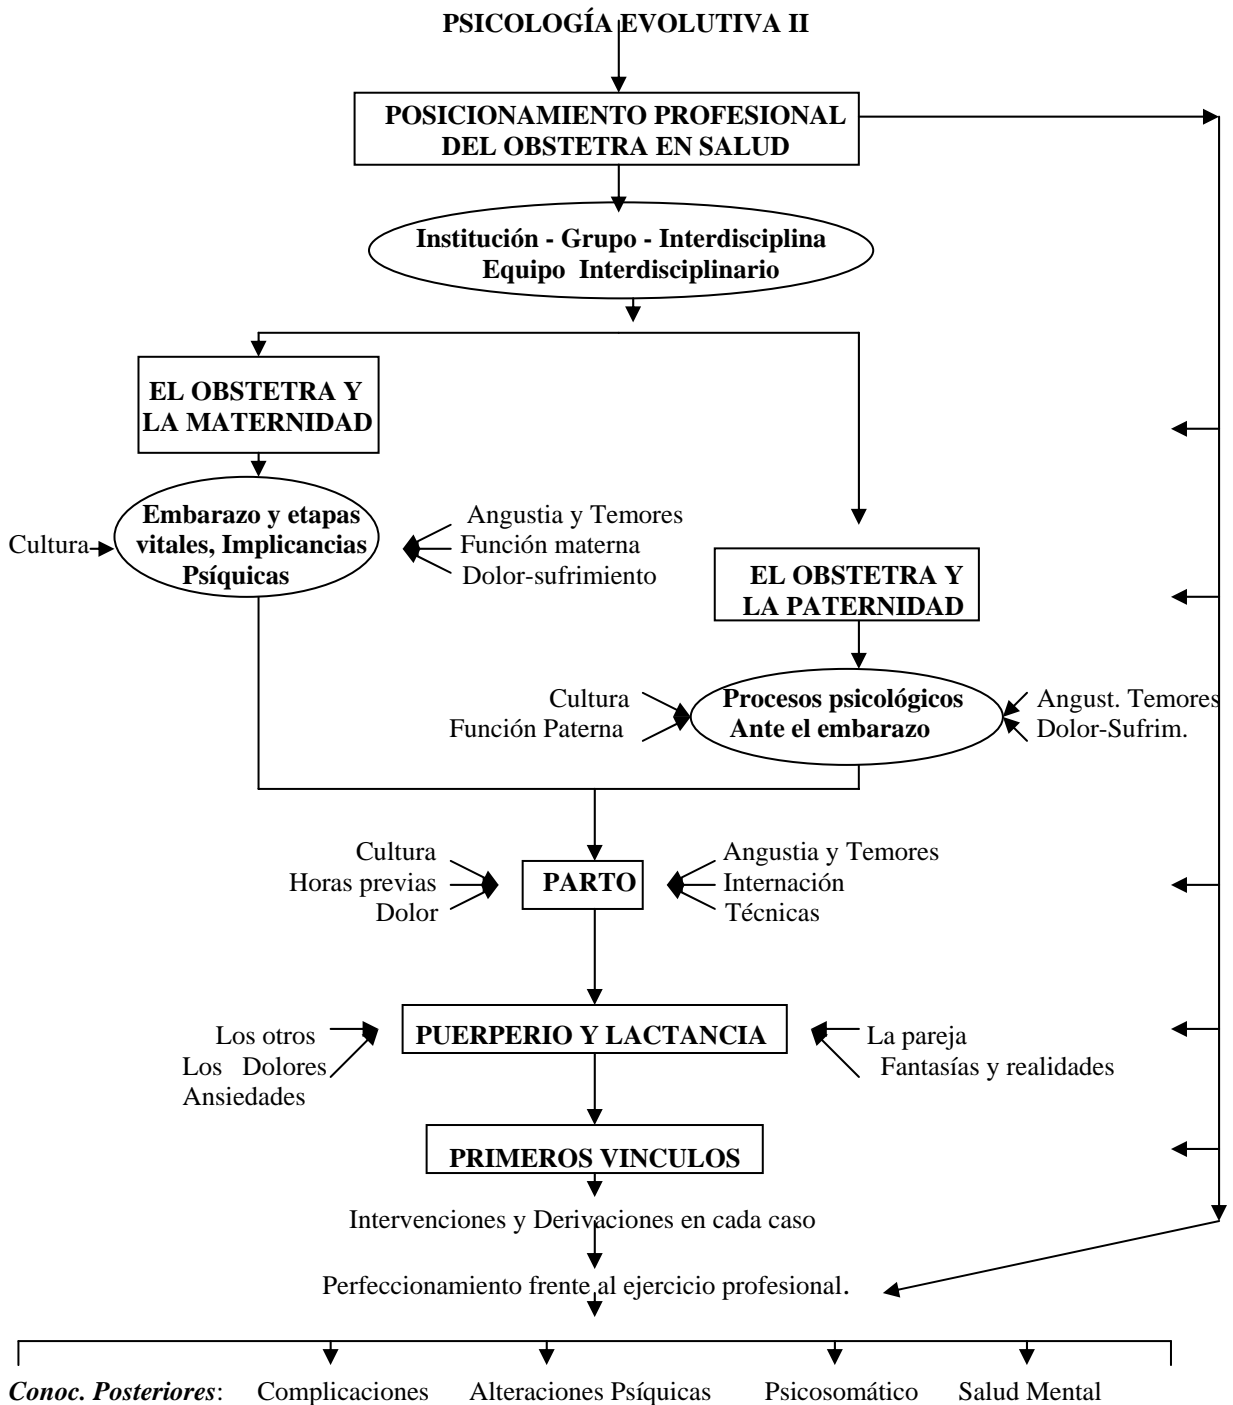 PSICOLOGÍA EVOLUTIVA II
POSICIONAMIENTO PROFESIONAL
DEL OBSTETRA EN SALUD
Institución - Grupo - Interdisciplina
Equipo Interdisciplinario
EL OBSTETRA Y
LA MATERNIDAD
Cultura
Embarazo y etapas
vitales, Implicancias
Psíquicas
Angustia y Temores
Función materna
Dolor-sufrimiento
EL OBSTETRA Y
LA PATERNIDAD
Cultura
Función Paterna
Procesos psicológicos
Ante el embarazo
Angust. Temores
Dolor-Sufrim.
Cultura
Horas previas
Dolor
PARTO
Angustia y Temores
Internación
Técnicas
Los otros
Los Dolores
Ansiedades
PUERPERIO Y LACTANCIA
La pareja
Fantasías y realidades
PRIMEROS VINCULOS
Intervenciones y Derivaciones en cada caso
Perfeccionamiento frente al ejercicio profesional.
Conoc. Posteriores: Complicaciones Alteraciones Psíquicas Psicosomático Salud Mental